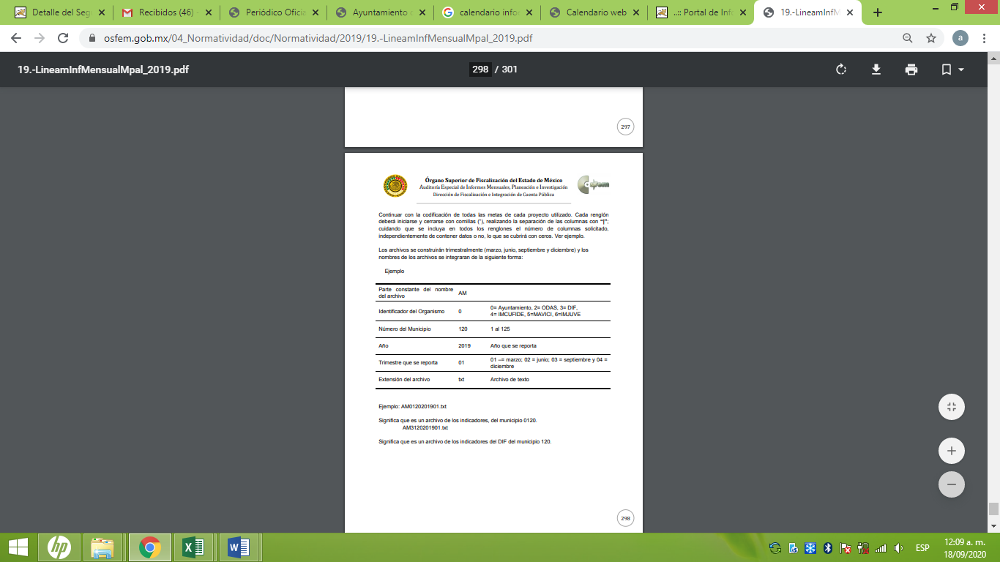 Detalle del Seg
Recibidos (46) -
Periódico Oficia
Ayuntamiento
calendario info
Calendario web
..:: Portal de Info
19.-LineamInfM
osfem.gob.mx/04_Normatividad/doc/Normatividad/2019/19.-LineamInfMensualMpal_2019.pdf
a
19.-LineamInfMensualMpal_2019.pdf
298 / 301
297
Órgano Superior de Fiscalización del Estado de México
Auditoría Especial de Informes Mensuales, Planeación e Investigación
Dirección de Fiscalización e Integración de Cuenta Pública
Continuar con la codificación de todas las metas de cada proyecto utilizado. Cada renglón
deberá iniciarse y cerrarse con comillas (“), realizando la separación de las columnas con “|”;
cuidando que se incluya en todos los renglones el número de columnas solicitado,
independientemente de contener datos o no, lo que se cubrirá con ceros. Ver ejemplo.
Los archivos se construirán trimestralmente (marzo, junio, septiembre y diciembre) y los
nombres de los archivos se integraran de la siguiente forma:
Ejemplo
Parte constante del nombre
del archivo AM
Identificador del Organismo 0 0= Ayuntamiento, 2= ODAS, 3= DIF,
4= IMCUFIDE, 5=MAVICI, 6=IMJUVE
Número del Municipio 120 1 al 125
Año 2019 Año que se reporta
Trimestre que se reporta 01 01 –= marzo; 02 = junio; 03 = septiembre y 04 =
diciembre
Extensión del archivo txt Archivo de texto
Ejemplo: AM0120201901.txt
Significa que es un archivo de los indicadores, del municipio 0120.
AM3120201901.txt
Significa que es un archivo de los indicadores del DIF del municipio 120.
298
ESP
12:09 a. m.
18/09/2020